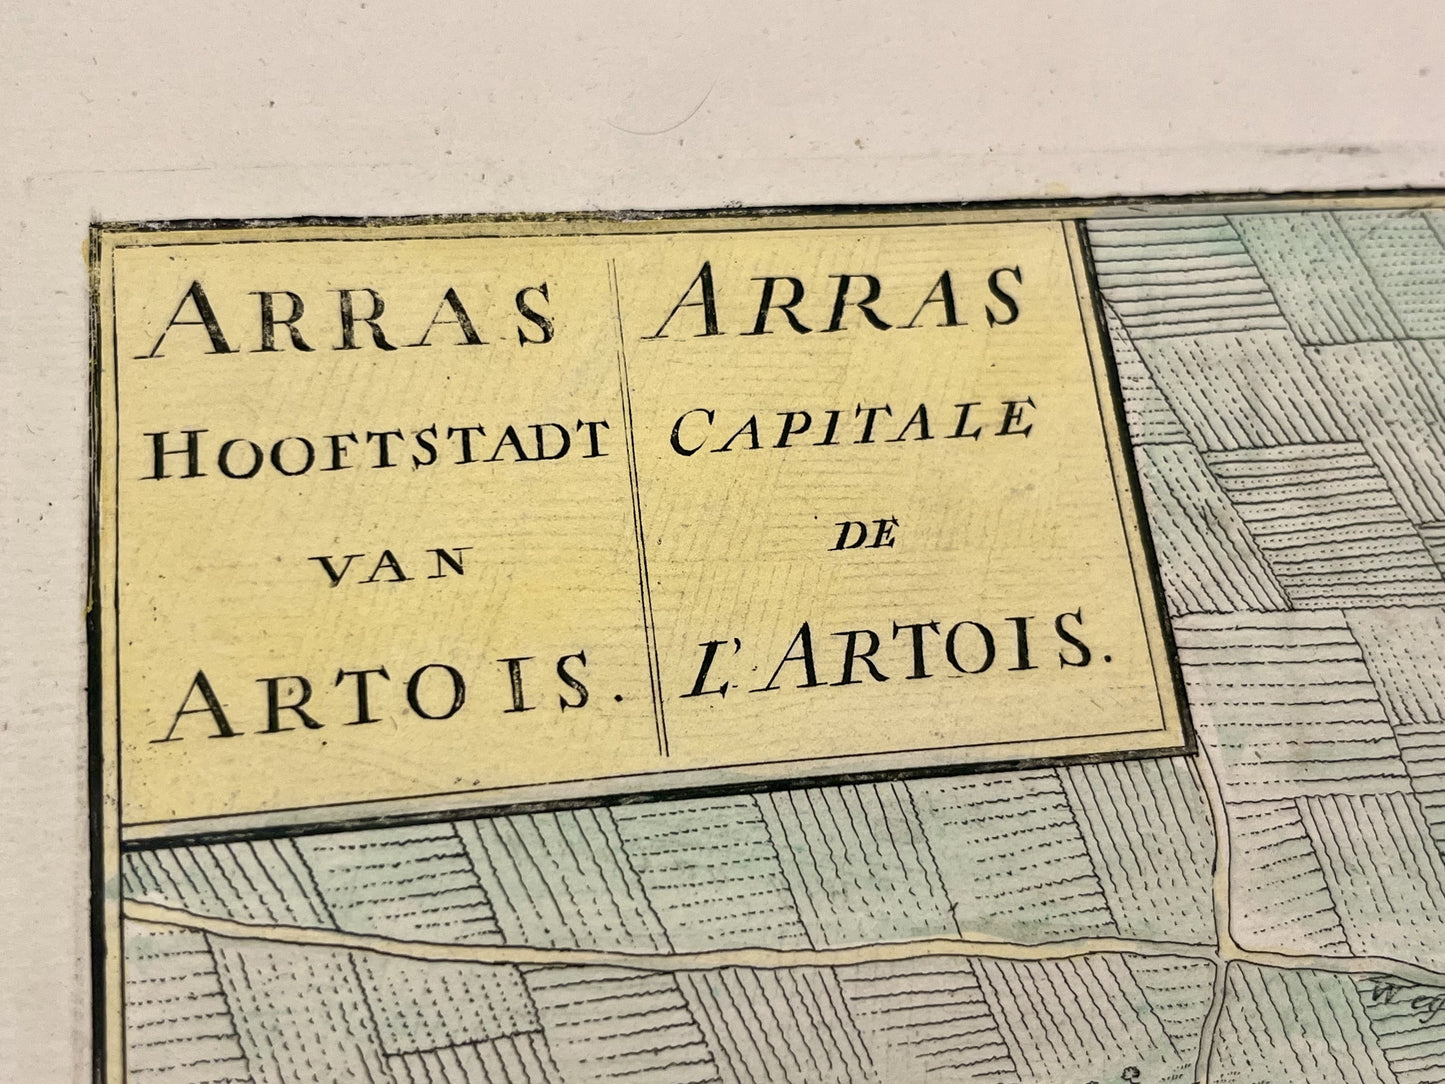 ARRAS
HOOFTSTADT
VAN
ARTOIS.
ARRAS
CAPITALE
DE
L'ARTOIS.